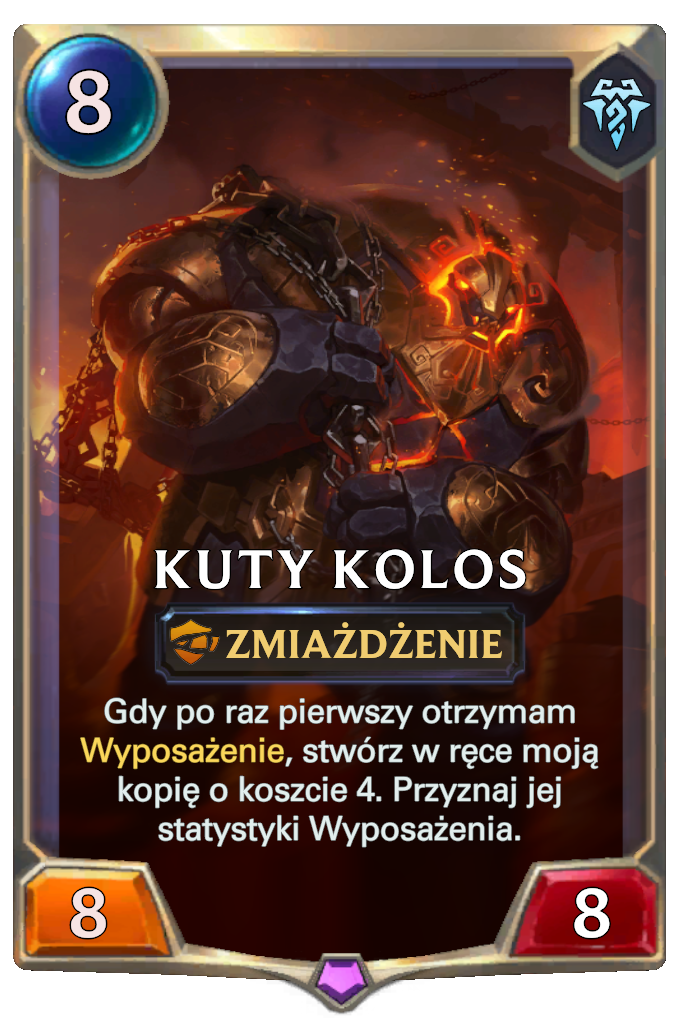 8
KUTY KOLOS
ZMIAŻDŻENIE
Gdy po raz pierwszy otrzymam
Wyposażenie, stwórz w ręce moją
kopię o koszcie 4. Przyznaj jej
statystyki Wyposażenia.
8
8